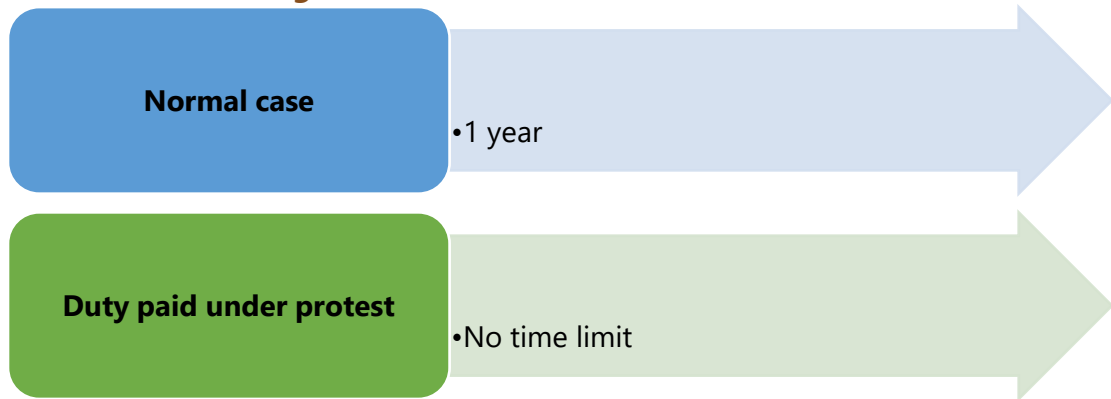 Normal case
•1 year
Duty paid under protest
•No time limit